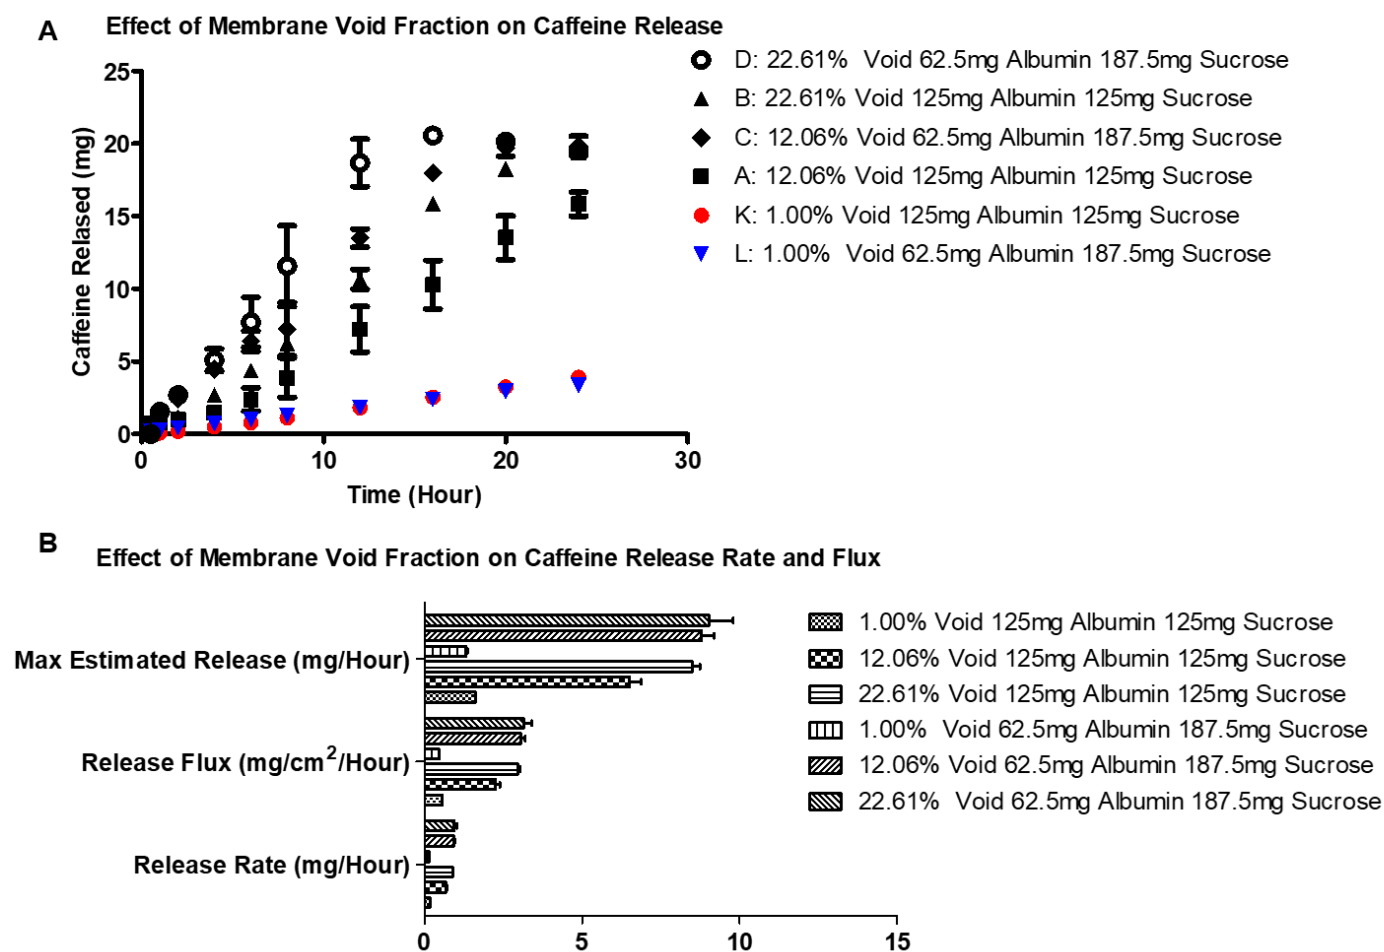 A
Effect of Membrane Void Fraction on Caffeine Release
Caffeine Relased (mg)
25
20
15
10
5
0
0
10
20
30
Time (Hour)
D: 22.61% Void 62.5mg Albumin 187.5mg Sucrose
B: 22.61% Void 125mg Albumin 125mg Sucrose
C: 12.06% Void 62.5mg Albumin 187.5mg Sucrose
A: 12.06% Void 125mg Albumin 125mg Sucrose
K: 1.00% Void 125mg Albumin 125mg Sucrose
L: 1.00% Void 62.5mg Albumin 187.5mg Sucrose
B
Effect of Membrane Void Fraction on Caffeine Release Rate and Flux
Max Estimated Release (mg/Hour)
Release Flux (mg/cm²/Hour)
Release Rate (mg/Hour)
0
5
10
15
1.00% Void 125mg Albumin 125mg Sucrose
12.06% Void 125mg Albumin 125mg Sucrose
22.61% Void 125mg Albumin 125mg Sucrose
1.00% Void 62.5mg Albumin 187.5mg Sucrose
12.06% Void 62.5mg Albumin 187.5mg Sucrose
22.61% Void 62.5mg Albumin 187.5mg Sucrose